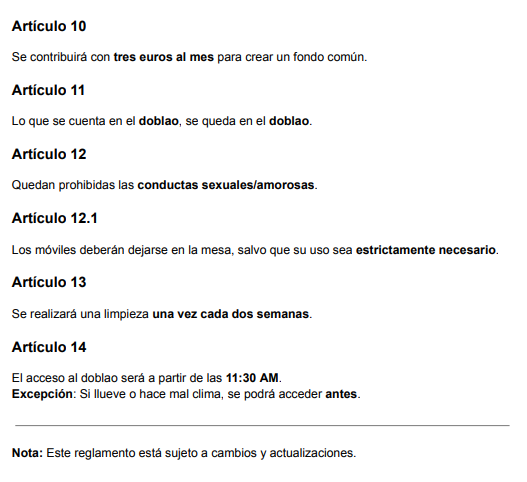 Artículo 10
Se contribuirá con tres euros al mes para crear un fondo común.
Artículo 11
Lo que se cuenta en el doblao, se queda en el doblao.
Artículo 12
Quedan prohibidas las conductas sexuales/amorosas.
Artículo 12.1
Los móviles deberán dejarse en la mesa, salvo que su uso sea estrictamente necesario.
Artículo 13
Se realizará una limpieza una vez cada dos semanas.
Artículo 14
El acceso al doblao será a partir de las 11:30 AM.
Excepción: Si llueve o hace mal clima, se podrá acceder antes.
Nota: Este reglamento está sujeto a cambios y actualizaciones.